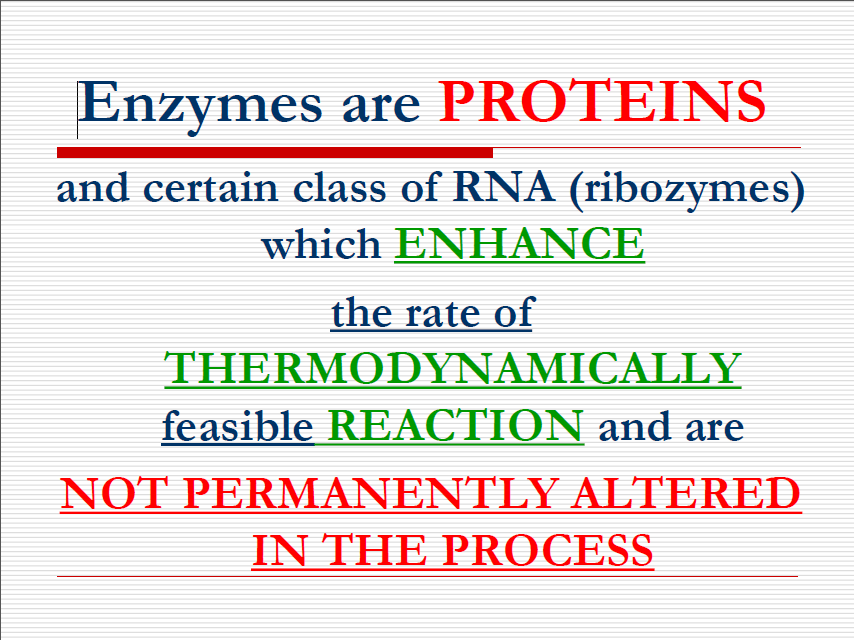 Enzymes are PROTEINS
and certain class of RNA (ribozymes)
which ENHANCE
the rate of
THERMODYNAMICALLY
feasible REACTION and are
NOT PERMANENTLY ALTERED
IN THE PROCESS